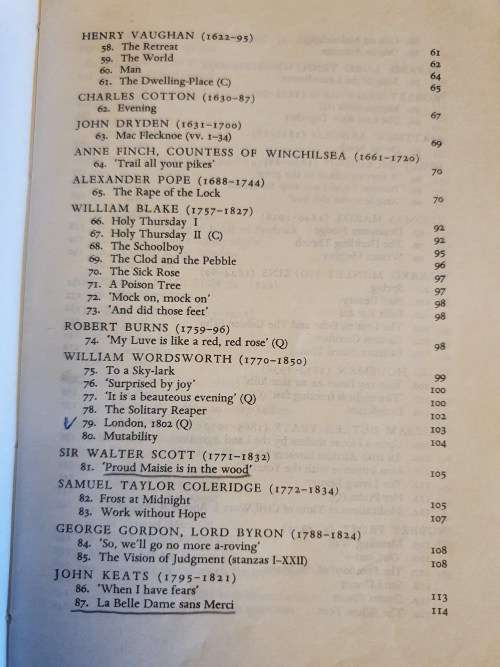 HENRY VAUGHAN (1622–95)
58. The Retreat 61
59. The World 62
60. Man 64
61. The Dwelling-Place (C) 65
CHARLES COTTON (1630–87)
62. Evening 67
JOHN DRYDEN (1631–1700)
63. Mac Flecknoe (vv. 1–34) 69
ANNE FINCH, COUNTESS OF WINCHILSEA (1661–1720)
64. 'Trail all your pikes' 70
ALEXANDER POPE (1688–1744)
65. The Rape of the Lock 70
WILLIAM BLAKE (1757–1827)
66. Holy Thursday I 92
67. Holy Thursday II (C) 92
68. The Schoolboy 95
69. The Clod and the Pebble 96
70. The Sick Rose 97
71. A Poison Tree 97
72. 'Mock on, mock on' 98
73. 'And did those feet' 98
ROBERT BURNS (1759–96)
74. 'My Luve is like a red, red rose' (Q) 98
WILLIAM WORDSWORTH (1770–1850)
75. To a Sky-lark 99
76. 'Surprised by joy' 100
77. 'It is a beauteous evening' (Q) 100
78. The Solitary Reaper 102
79. London, 1802 (Q) 103
80. Mutability 104
SIR WALTER SCOTT (1771–1832)
81. 'Proud Maisie is in the wood' 105
SAMUEL TAYLOR COLERIDGE (1772–1834)
82. Frost at Midnight 105
83. Work without Hope 107
GEORGE GORDON, LORD BYRON (1788–1824)
84. 'So, we'll go no more a-roving' 108
85. The Vision of Judgment (stanzas I–XXII) 108
JOHN KEATS (1795–1821)
86. 'When I have fears' 113
87. La Belle Dame sans Merci 114